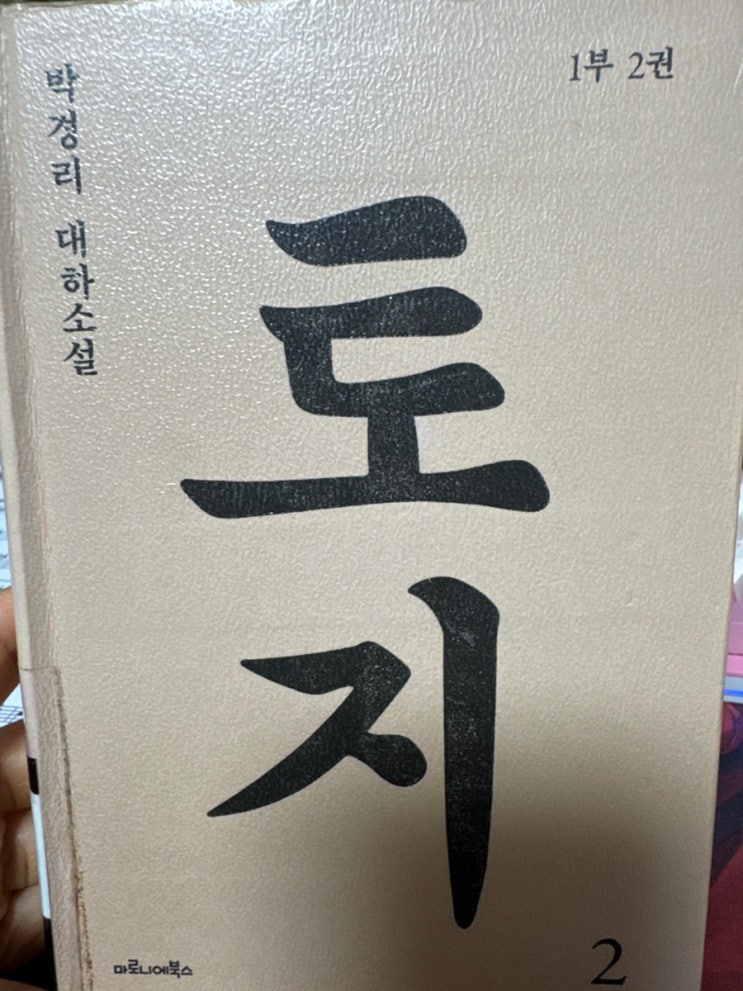 박경리 대하소설
1부 2권
토지
마로니에북스
2